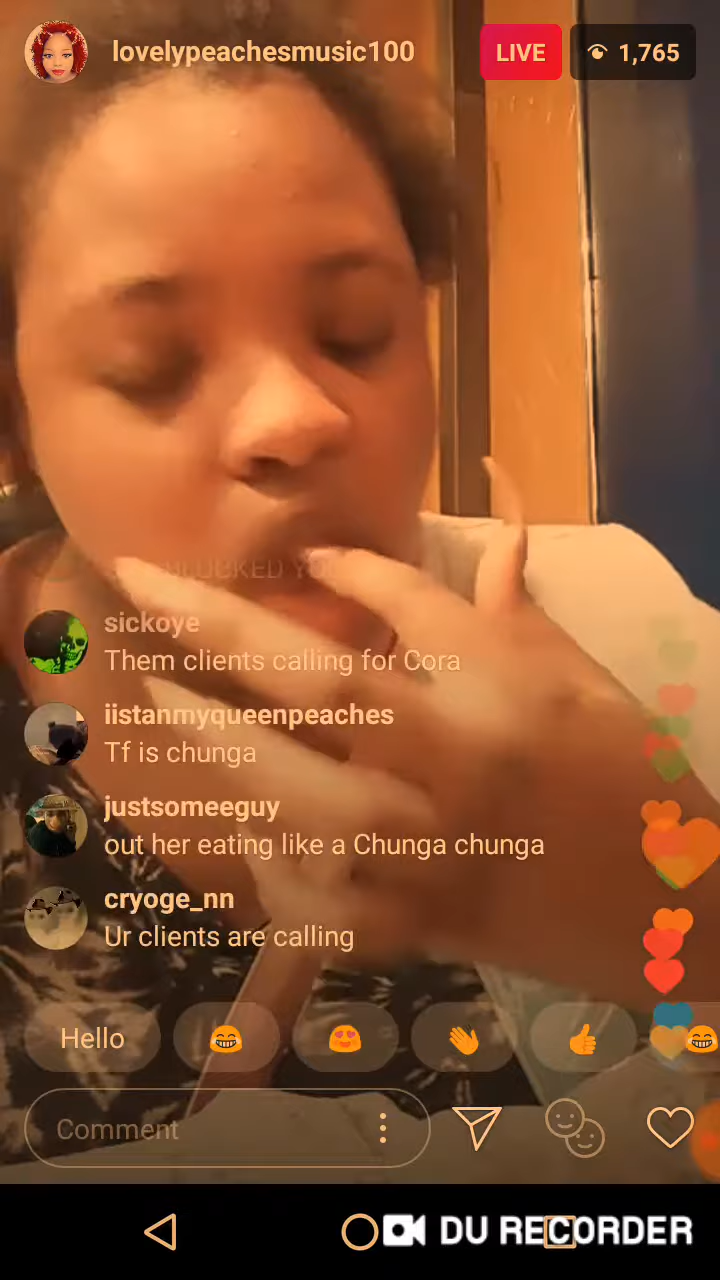 lovelypeachesmusic100
LIVE
1,765
BLOCKED
sickoye
Them clients calling for Cora
iistanmyqueenpeaches
Tf is chunga
justsomeeguy
out her eating like a Chunga chunga
cryoge_nn
Ur clients are calling
Hello
Comment
DU RECORDER